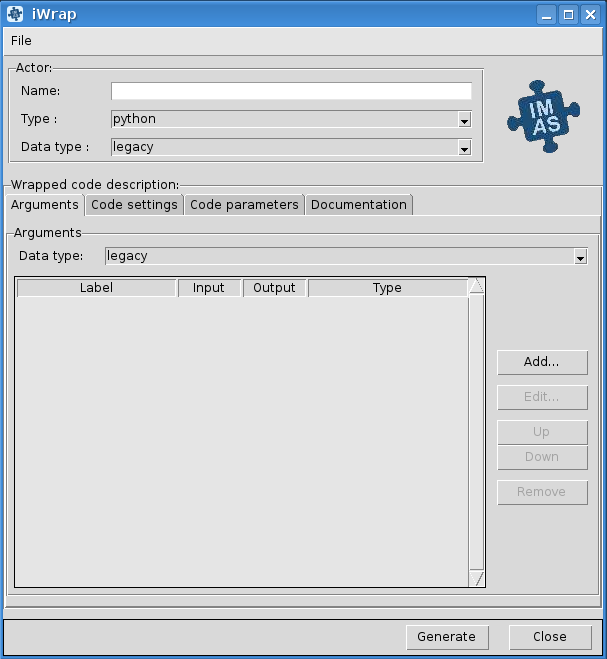 iWrap
File
Actor:
Name:
Type : python
Data type : legacy
IM
AS
Wrapped code description:
Arguments Code settings Code parameters Documentation
Arguments
Data type: legacy
Label Input Output Type
Add...
Edit...
Up
Down
Remove
Generate Close